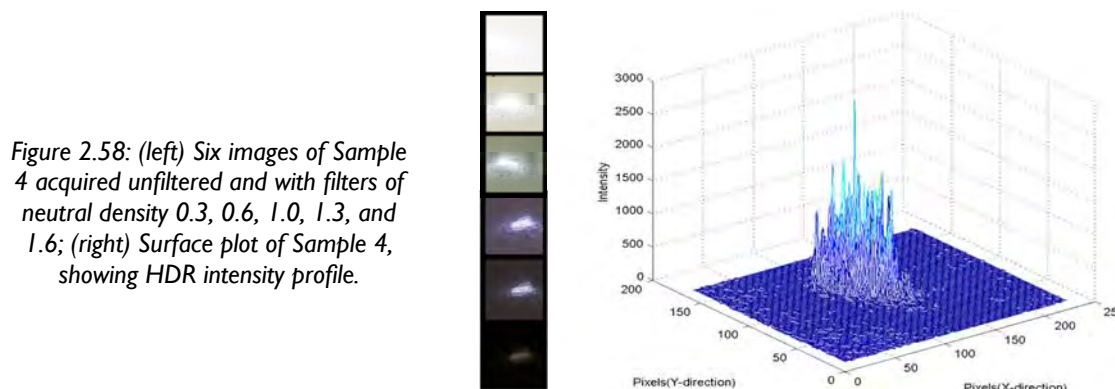 Figure 2.58: (left) Six images of Sample
4 acquired unfiltered and with filters of
neutral density 0.3, 0.6, 1.0, 1.3, and
1.6; (right) Surface plot of Sample 4,
showing HDR intensity profile.
3000
2500
2000
1500
1000
500
0
Intensity
200
150
100
50
0
Pixels(Y-direction)
0
50
100
150
200
25
Pixels(X-direction)